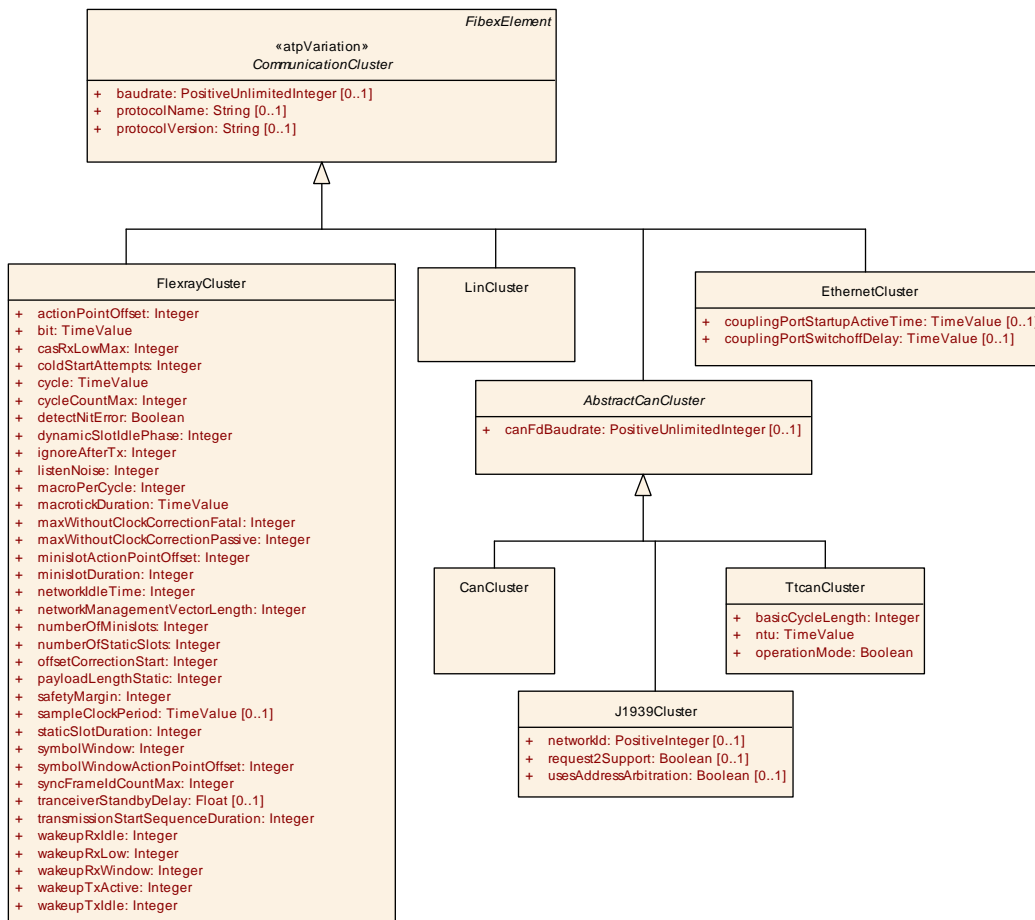 FibexElement
«atpVariation»
CommunicationCluster
+ baudrate: PositiveUnlimitedInteger [0..1]
+ protocolName: String [0..1]
+ protocolVersion: String [0..1]
FlexrayCluster
+ actionPointOffset: Integer
+ bit: TimeValue
+ casRxLowMax: Integer
+ coldStartAttempts: Integer
+ cycle: TimeValue
+ cycleCountMax: Integer
+ detectNitError: Boolean
+ dynamicSlotIdlePhase: Integer
+ ignoreAfterTx: Integer
+ listenNoise: Integer
+ macroPerCycle: Integer
+ macrotickDuration: TimeValue
+ maxWithoutClockCorrectionFatal: Integer
+ maxWithoutClockCorrectionPassive: Integer
+ minislotActionPointOffset: Integer
+ minislotDuration: Integer
+ networkIdleTime: Integer
+ networkManagementVectorLength: Integer
+ numberOfMinislots: Integer
+ numberOfStaticSlots: Integer
+ offsetCorrectionStart: Integer
+ payloadLengthStatic: Integer
+ safetyMargin: Integer
+ sampleClockPeriod: TimeValue [0..1]
+ staticSlotDuration: Integer
+ symbolWindow: Integer
+ symbolWindowActionPointOffset: Integer
+ syncFrameIdCountMax: Integer
+ tranceiverStandbyDelay: Float [0..1]
+ transmissionStartSequenceDuration: Integer
+ wakeupRxIdle: Integer
+ wakeupRxLow: Integer
+ wakeupRxWindow: Integer
+ wakeupTxActive: Integer
+ wakeupTxIdle: Integer
LinCluster
EthernetCluster
+ couplingPortStartupActiveTime: TimeValue [0..1]
+ couplingPortSwitchoffDelay: TimeValue [0..1]
AbstractCanCluster
+ canFdBaudrate: PositiveUnlimitedInteger [0..1]
CanCluster
TtcanCluster
+ basicCycleLength: Integer
+ ntu: TimeValue
+ operationMode: Boolean
J1939Cluster
+ networkId: PositiveInteger [0..1]
+ request2Support: Boolean [0..1]
+ usesAddressArbitration: Boolean [0..1]